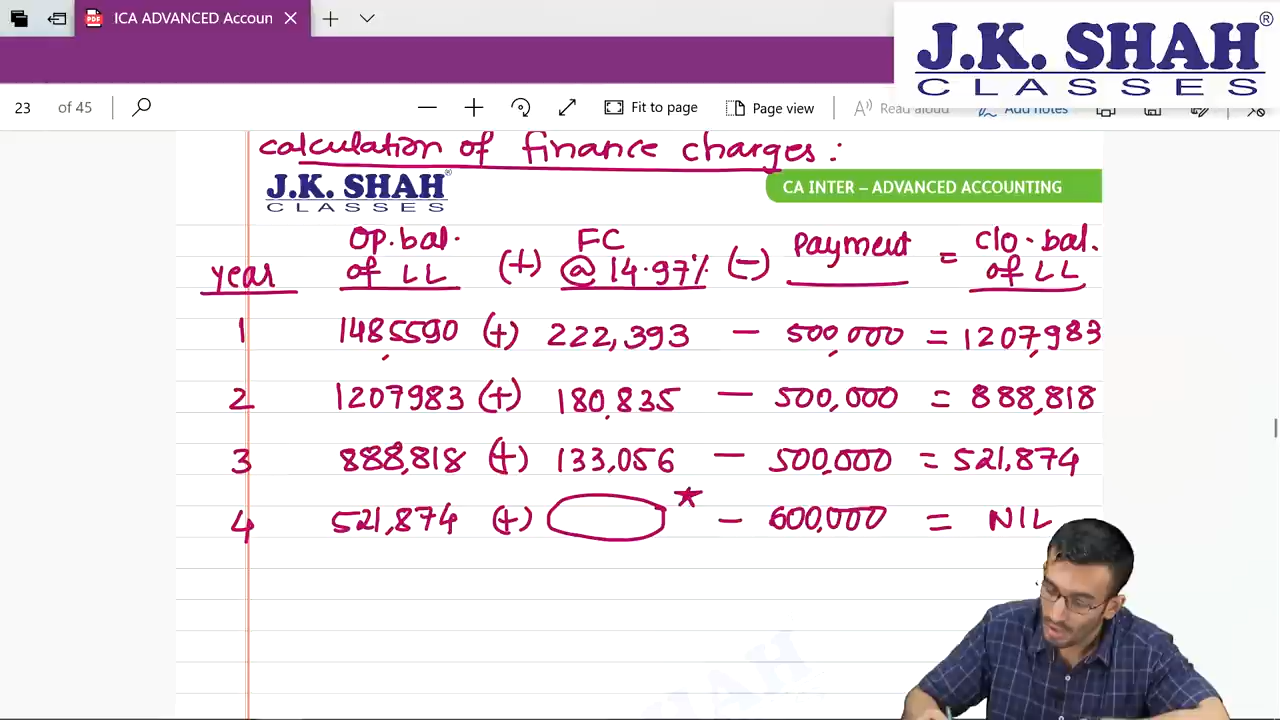 ICA ADVANCED Accoun
J.K. SHAH®
CLASSES
23 of 45
Fit to page
Page view
Read aloud
Add notes
calculation of finance charges :
J.K. SHAH®
CLASSES
CA INTER – ADVANCED ACCOUNTING
year Op.bal. of LL (+) FC @ 14.97% (−) Payment = clo.bal. of LL
1 1485590 (+) 222,393 − 500,000 = 1207,983
2 1207983 (+) 180,835 − 500,000 = 888,818
3 888,818 (+) 133,056 − 500,000 = 521,874
4 521,874 (+) ★ − 600,000 = NIL